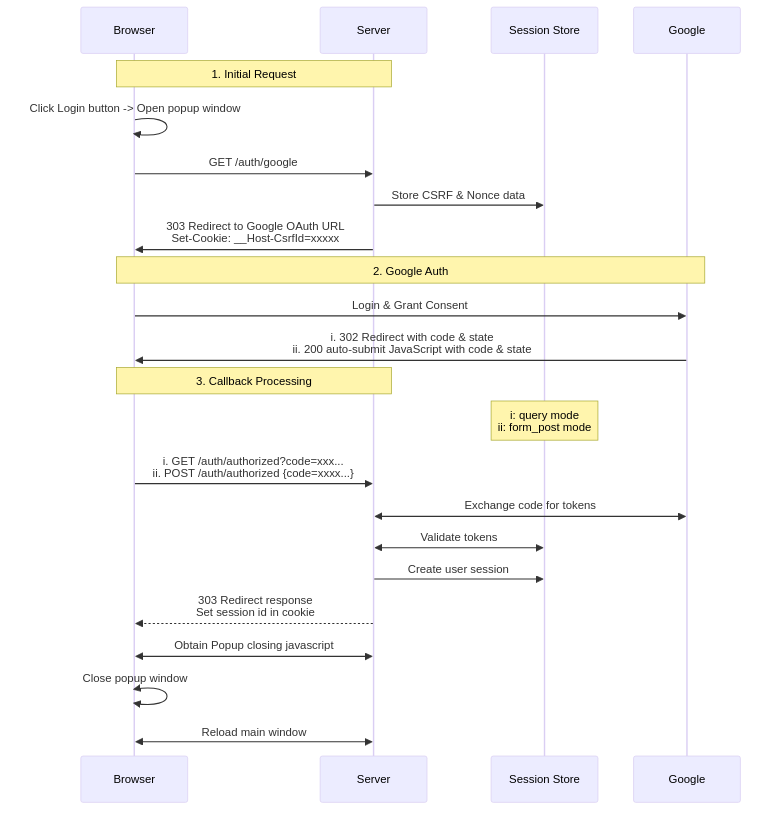 Browser
Server
Session Store
Google
1. Initial Request
Click Login button -> Open popup window
GET /auth/google
Store CSRF & Nonce data
303 Redirect to Google OAuth URL
Set-Cookie: __Host-CsrfId=xxxxx
2. Google Auth
Login & Grant Consent
i. 302 Redirect with code & state
ii. 200 auto-submit JavaScript with code & state
3. Callback Processing
i: query mode
ii: form_post mode
i. GET /auth/authorized?code=xxx...
ii. POST /auth/authorized {code=xxxx...}
Exchange code for tokens
Validate tokens
Create user session
303 Redirect response
Set session id in cookie
Obtain Popup closing javascript
Close popup window
Reload main window
Browser
Server
Session Store
Google